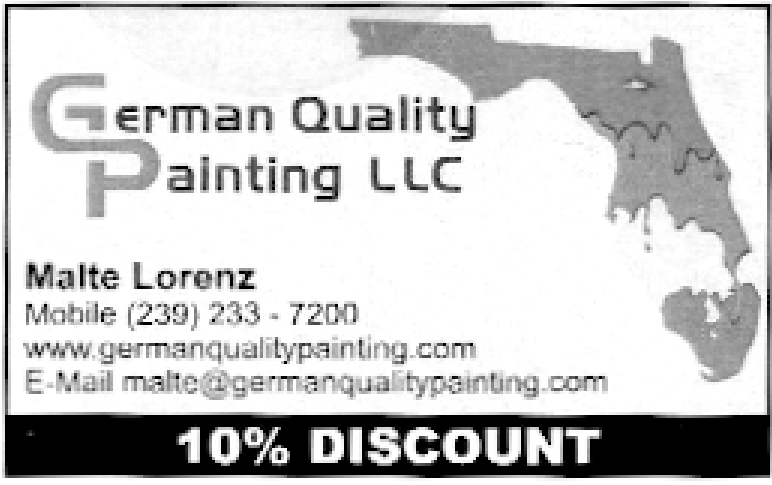 German Quality
Painting LLC
Malte Lorenz
Mobile (239) 233 - 7200
www.germanqualitypainting.com
E-Mail malte@germanqualitypainting.com
10% DISCOUNT